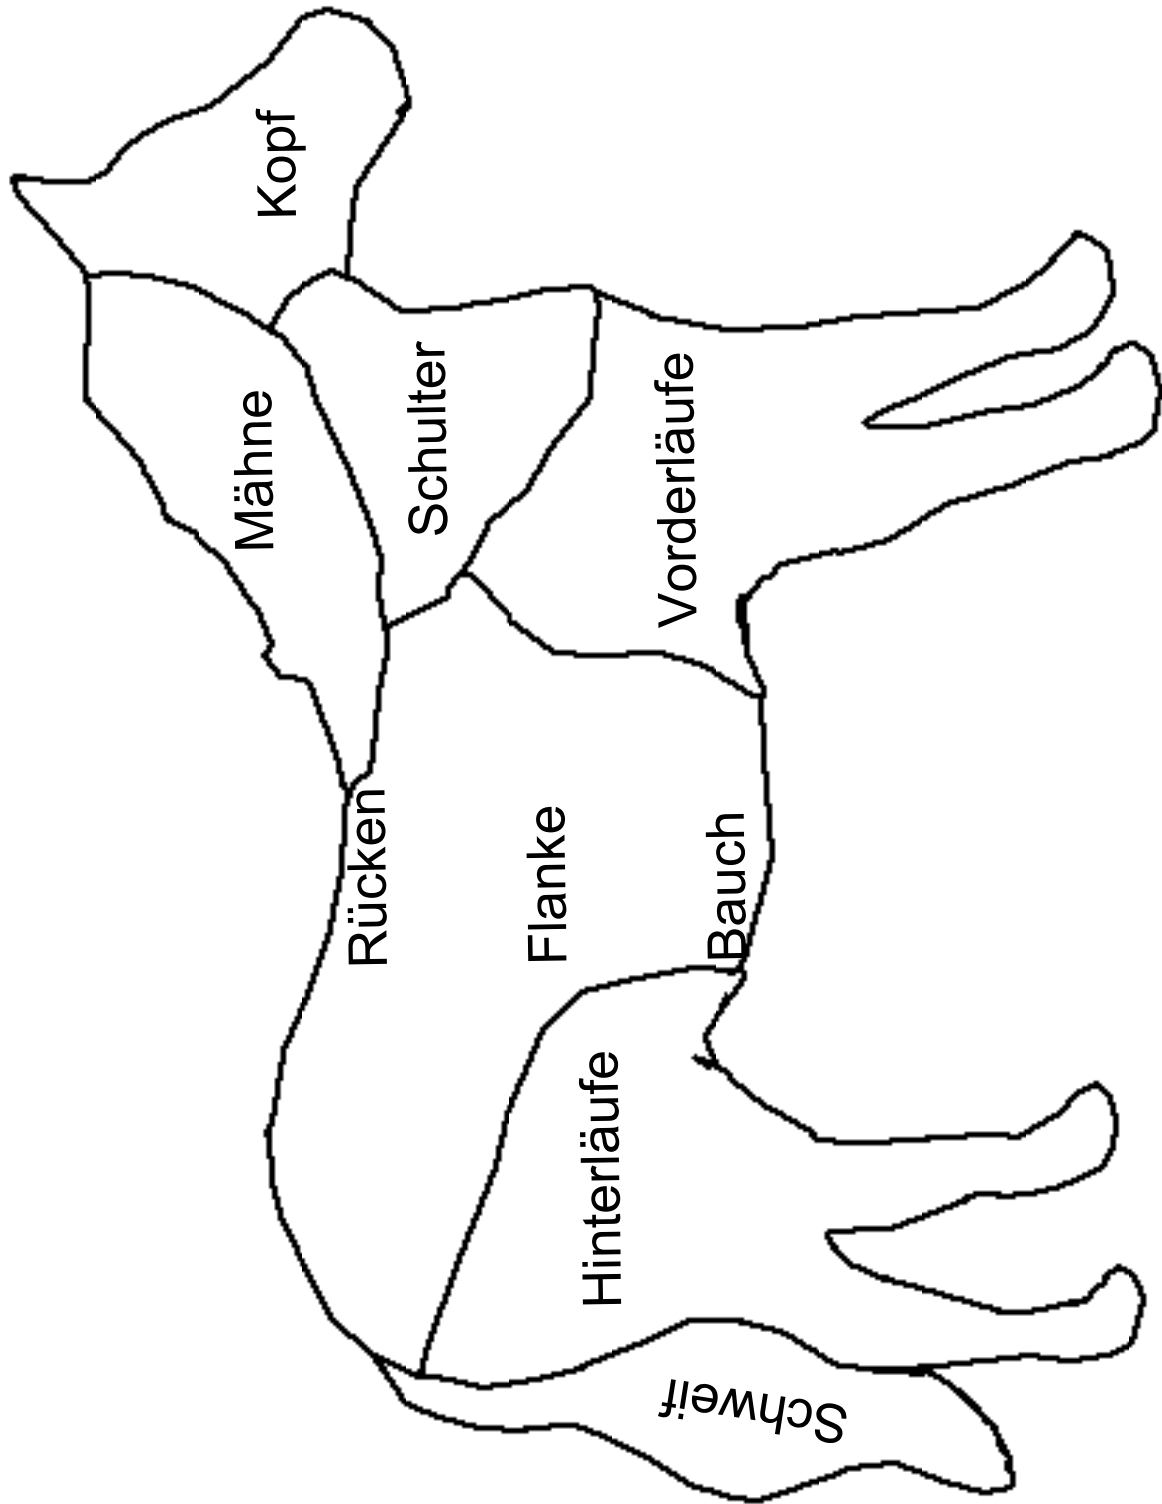 Kopf
Mähne
Schulter
Vorderläufe
Rücken
Flanke
Bauch
Hinterläufe
Schweif